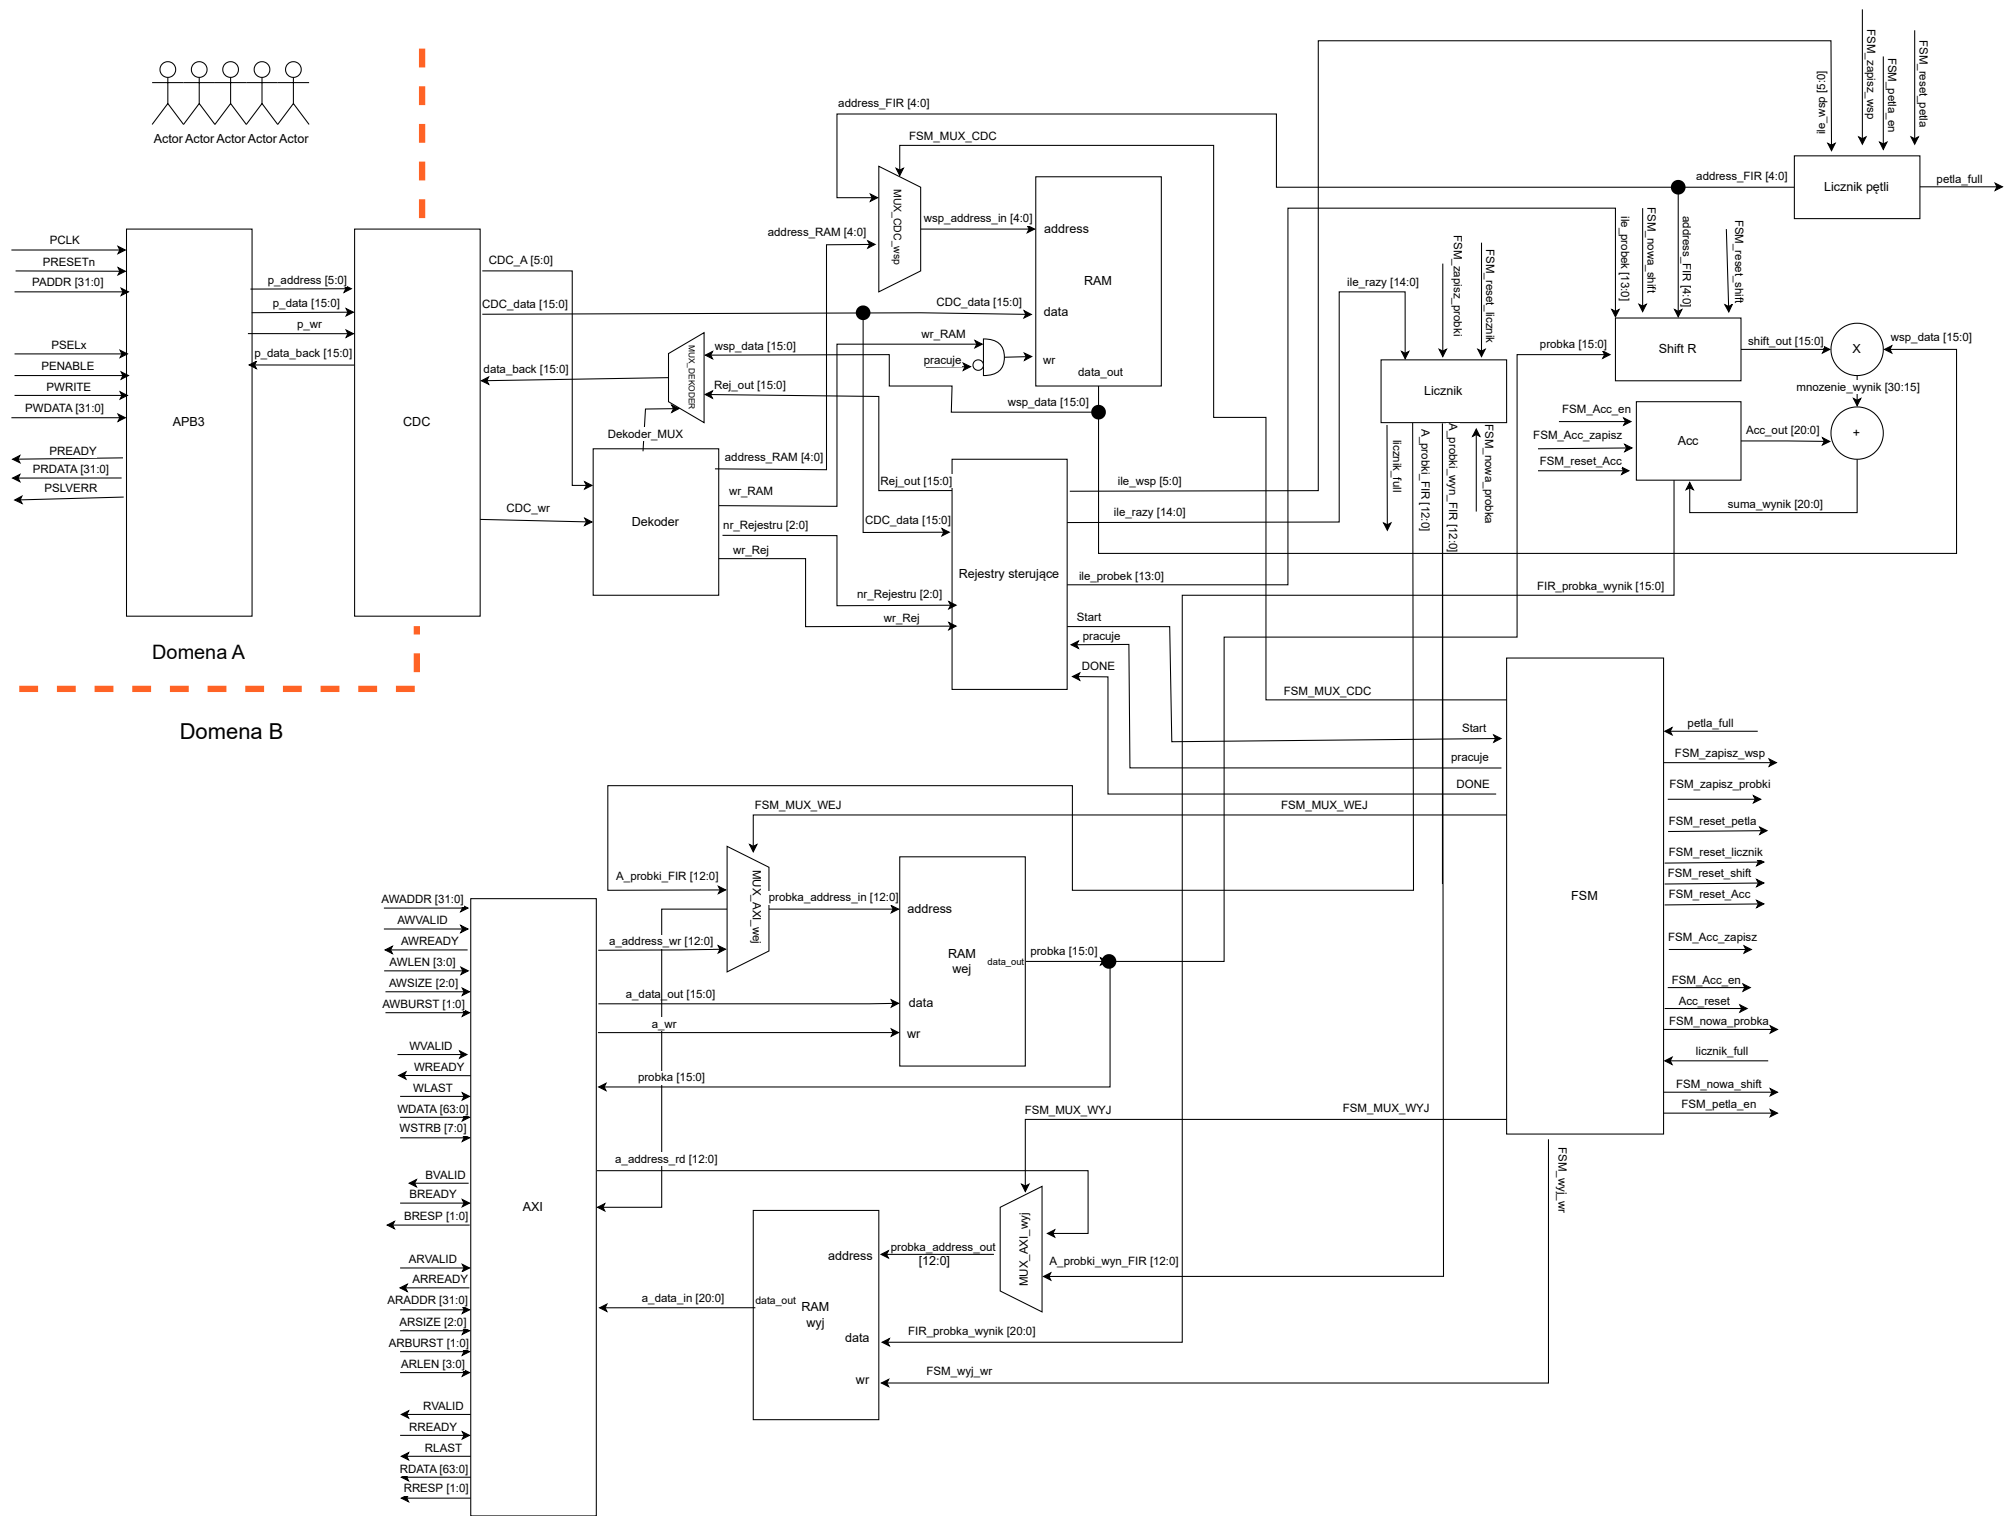 Actor Actor Actor Actor Actor
PCLK
PRESETn
PADDR [31:0]
PSELx
PENABLE
PWRITE
PWDATA [31:0]
PREADY
PRDATA [31:0]
PSLVERR
APB3
p_address [5:0]
p_data [15:0]
p_wr
p_data_back [15:0]
CDC
Domena A
Domena B
CDC_A [5:0]
CDC_data [15:0]
data_back [15:0]
CDC_wr
MUX_DEKODER
Dekoder_MUX
Dekoder
wsp_data [15:0]
Rej_out [15:0]
address_RAM [4:0]
wr_RAM
nr_Rejestru [2:0]
wr_Rej
address_FIR [4:0]
FSM_MUX_CDC
MUX_CDC_wsp
address_RAM [4:0]
wsp_address_in [4:0]
CDC_data [15:0]
wr_RAM
pracuje
address
RAM
data
wr
data_out
wsp_data [15:0]
Rej_out [15:0]
CDC_data [15:0]
nr_Rejestru [2:0]
wr_Rej
Rejestry sterujące
ile_wsp [5:0]
ile_razy [14:0]
ile_probek [13:0]
Start
pracuje
DONE
ile_razy [14:0]
FSM_zapisz_probki
FSM_reset_licznik
Licznik
licznik_full
A_probki_FIR [12:0]
A_probki_wyn_FIR [12:0]
FSM_nowa_probka
ile_wsp [5:0]
FSM_zapisz_wsp
FSM_petla_en
FSM_reset_petla
address_FIR [4:0]
Licznik pętli
petla_full
ile_probek [13:0]
FSM_nowa_shift
address_FIR [4:0]
FSM_reset_shift
probka [15:0]
Shift R
shift_out [15:0]
X
wsp_data [15:0]
mnozenie_wynik [30:15]
FSM_Acc_en
FSM_Acc_zapisz
FSM_reset_Acc
Acc
Acc_out [20:0]
+
suma_wynik [20:0]
FIR_probka_wynik [15:0]
FSM_MUX_CDC
Start
pracuje
DONE
FSM_MUX_WEJ
FSM_MUX_WEJ
FSM
petla_full
FSM_zapisz_wsp
FSM_zapisz_probki
FSM_reset_petla
FSM_reset_licznik
FSM_reset_shift
FSM_reset_Acc
FSM_Acc_zapisz
FSM_Acc_en
Acc_reset
FSM_nowa_probka
licznik_full
FSM_nowa_shift
FSM_petla_en
FSM_wyj_wr
A_probki_FIR [12:0]
MUX_AXI_wej
probka_address_in [12:0]
a_address_wr [12:0]
a_data_out [15:0]
a_wr
address
RAM
wej
data_out
data
wr
probka [15:0]
probka [15:0]
FSM_MUX_WYJ
FSM_MUX_WYJ
a_address_rd [12:0]
MUX_AXI_wyj
probka_address_out
[12:0]
A_probki_wyn_FIR [12:0]
address
data_out
RAM
wyj
data
wr
a_data_in [20:0]
FIR_probka_wynik [20:0]
FSM_wyj_wr
AXI
AWADDR [31:0]
AWVALID
AWREADY
AWLEN [3:0]
AWSIZE [2:0]
AWBURST [1:0]
WVALID
WREADY
WLAST
WDATA [63:0]
WSTRB [7:0]
BVALID
BREADY
BRESP [1:0]
ARVALID
ARREADY
ARADDR [31:0]
ARSIZE [2:0]
ARBURST [1:0]
ARLEN [3:0]
RVALID
RREADY
RLAST
RDATA [63:0]
RRESP [1:0]